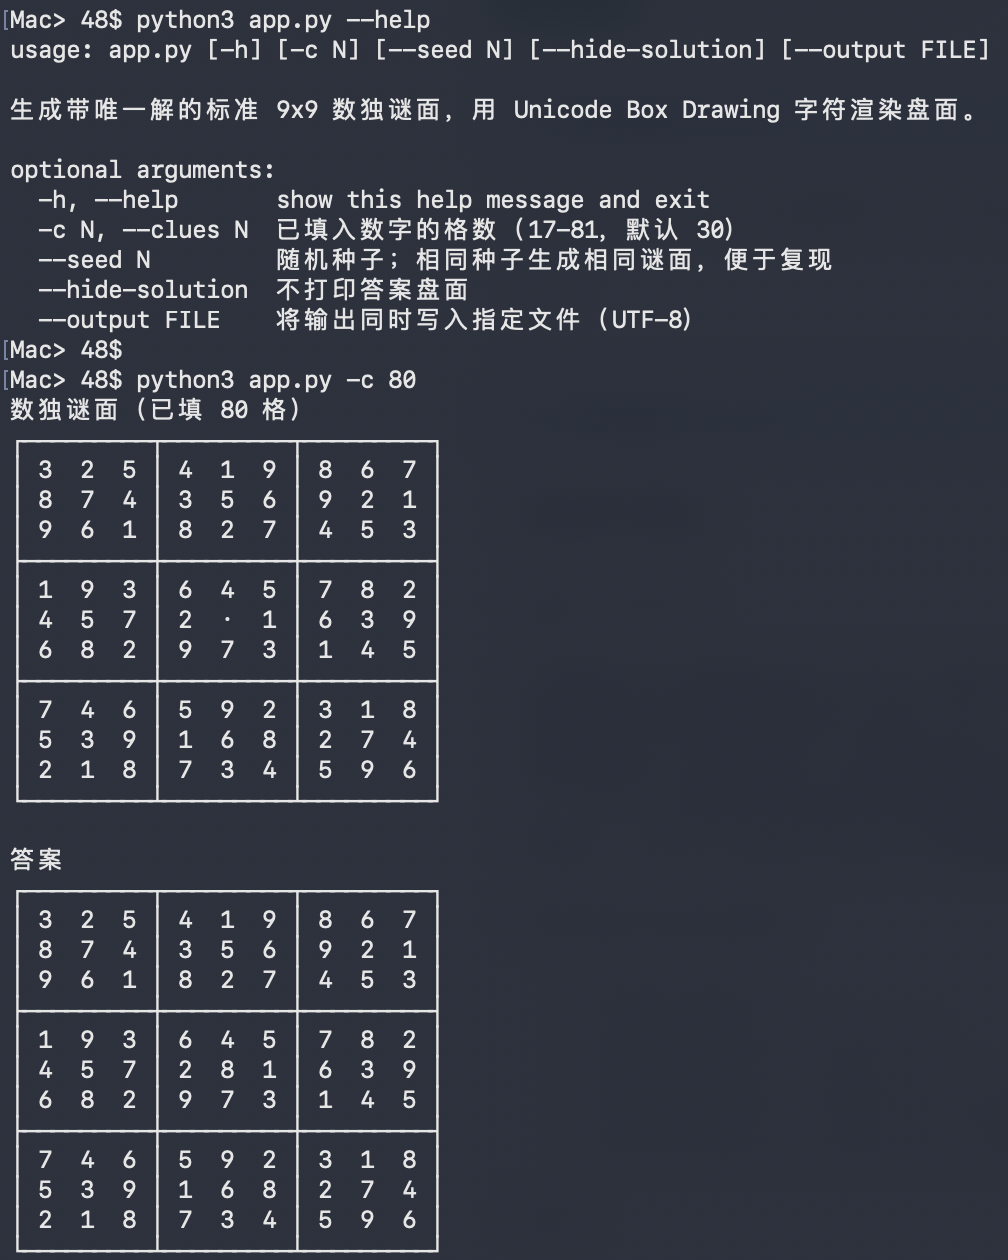 [Mac> 48$ python3 app.py --help
usage: app.py [-h] [-c N] [--seed N] [--hide-solution] [--output FILE]
生成带唯一解的标准 9x9 数独谜面，用 Unicode Box Drawing 字符渲染盘面。
optional arguments:
  -h, --help       show this help message and exit
  -c N, --clues N  已填入数字的格数（17-81，默认 30）
  --seed N         随机种子；相同种子生成相同谜面，便于复现
  --hide-solution  不打印答案盘面
  --output FILE    将输出同时写入指定文件（UTF-8）
[Mac> 48$
[Mac> 48$ python3 app.py -c 80
数独谜面（已填 80 格）
3 2 5 4 1 9 8 6 7
8 7 4 3 5 6 9 2 1
9 6 1 8 2 7 4 5 3
1 9 3 6 4 5 7 8 2
4 5 7 2 · 1 6 3 9
6 8 2 9 7 3 1 4 5
7 4 6 5 9 2 3 1 8
5 3 9 1 6 8 2 7 4
2 1 8 7 3 4 5 9 6
答案
3 2 5 4 1 9 8 6 7
8 7 4 3 5 6 9 2 1
9 6 1 8 2 7 4 5 3
1 9 3 6 4 5 7 8 2
4 5 7 2 8 1 6 3 9
6 8 2 9 7 3 1 4 5
7 4 6 5 9 2 3 1 8
5 3 9 1 6 8 2 7 4
2 1 8 7 3 4 5 9 6